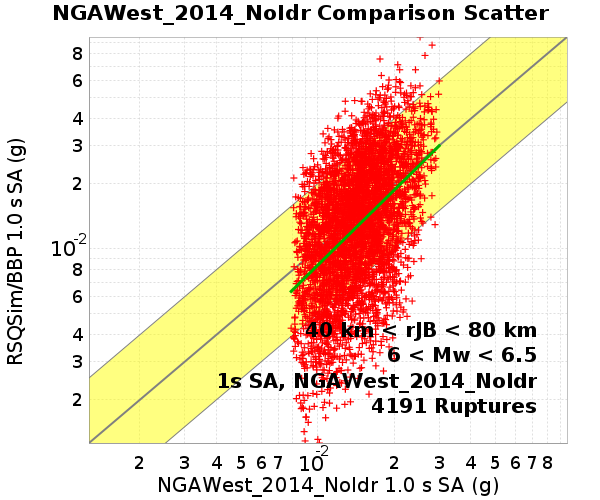 NGAWest_2014_NoIdr Comparison Scatter
8
6
4
3
2
10-2
8
6
4
3
2
RSQSim/BBP 1.0 s SA (g)
40 km < rJB < 80 km
6 < Mw < 6.5
1s SA, NGAWest_2014_NoIdr
4191 Ruptures
2 3 4 5 6 7 10-2 2 3 4 5 6 7 8
NGAWest_2014_NoIdr 1.0 s SA (g)